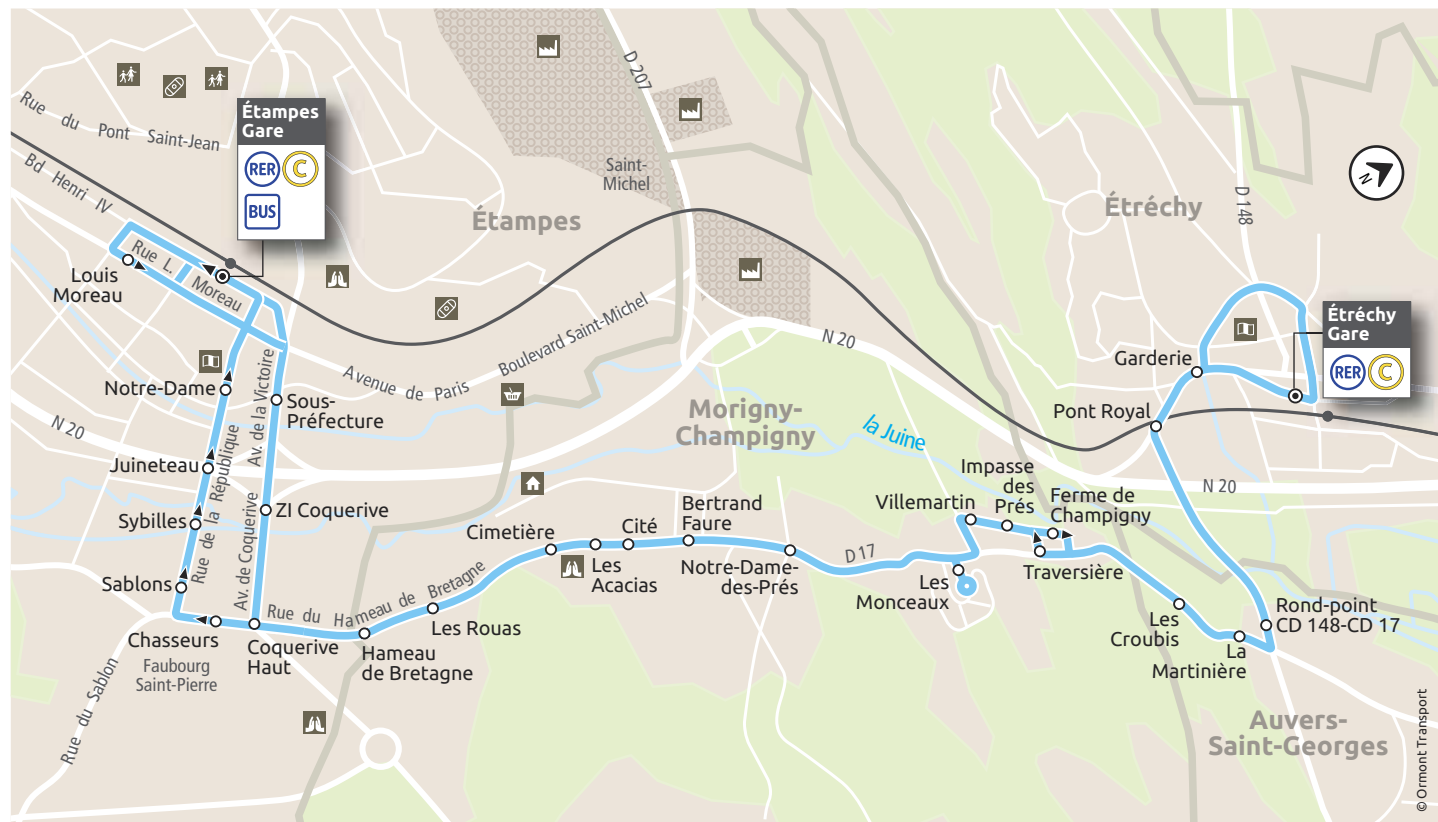 D 207
Rue du Pont Saint-Jean
Étampes
Gare
RER C
BUS
Bd Henri IV
Saint-
Michel
Étampes
Étréchy
D 148
N
Rue L. Moreau
Louis
Moreau
Boulevard Saint-Michel
Avenue de Paris
N 20
Étréchy
Gare
RER C
Garderie
Pont Royal
Notre-Dame
Sous-
Préfecture
Av. de la Victoire
Morigny-
Champigny
la Juine
N 20
Juineteau
Rue de la République
Sybilles
ZI Coquerive
Av. de Coquerive
Sablons
Chasseurs
Faubourg
Saint-Pierre
Rue du Sablon
Coquerive
Haut
Rue du Hameau de Bretagne
Hameau
de Bretagne
Les Rouas
Cimetière
Les
Acacias
Cité
Bertrand
Faure
Notre-Dame-
des-Prés
D 17
Les
Monceaux
Villemartin
Impasse
des
Prés
Ferme de
Champigny
Traversière
N 20
Les
Croubis
La
Martinière
Rond-point
CD 148-CD 17
Auvers-
Saint-Georges
© Ormont Transport